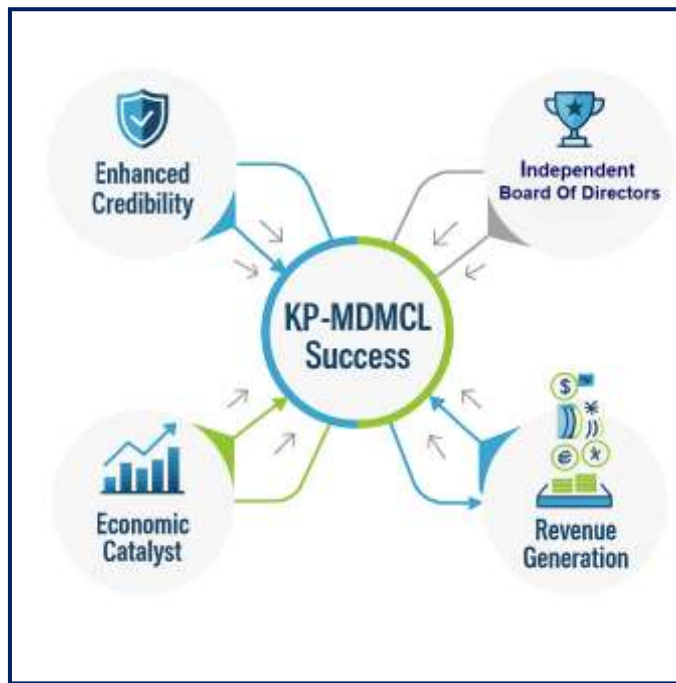 Enhanced
Credibility
Independent
Board Of Directors
KP-MDMCL
Success
Economic
Catalyst
$
Revenue
Generation